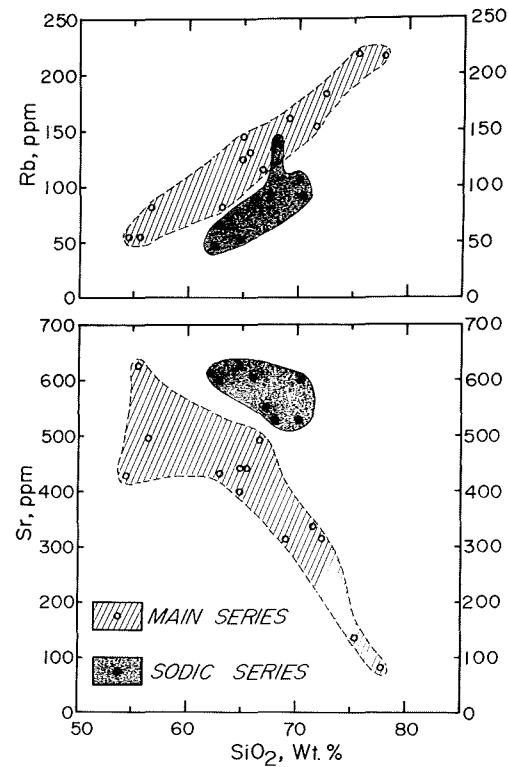 250 250
200 200
Rb, ppm 150 150
100 100
50 50
0 0
700 700
600 600
500 500
Sr, ppm 400 400
300 300
200 200
MAIN SERIES
100 100
SODIC SERIES
0 0
50 60 70 80
SiO₂, Wt. %